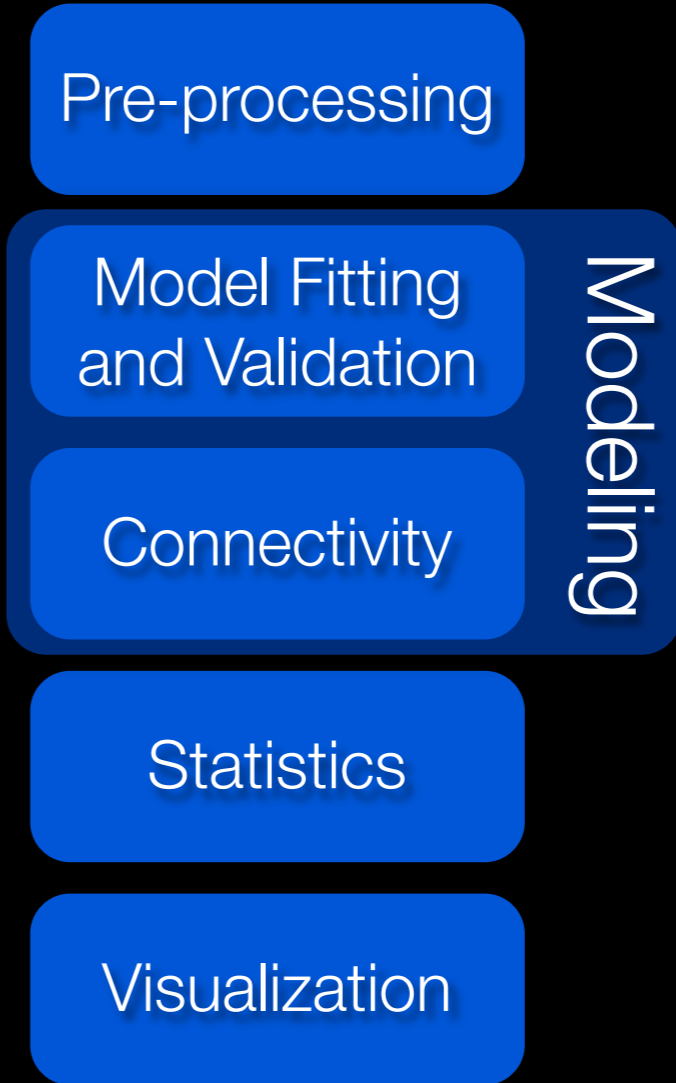 Pre-processing
Model Fitting
and Validation
Connectivity
Modeling
Statistics
Visualization